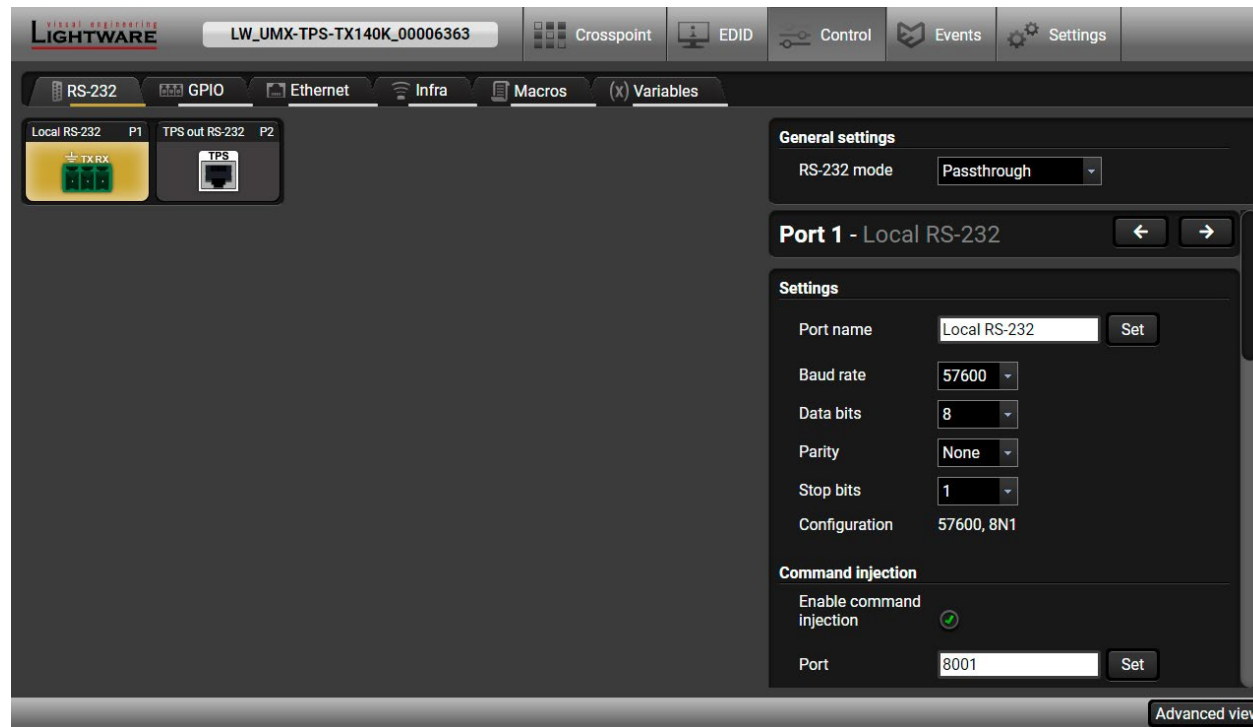 visual engineering
LIGHTWARE
LW_UMX-TPS-TX140K_00006363
Crosspoint
EDID
Control
Events
Settings
RS-232
GPIO
Ethernet
Infra
Macros
(x) Variables
Local RS-232 P1
TX RX
TPS out RS-232 P2
TPS
General settings
RS-232 mode Passthrough
Port 1 - Local RS-232
Settings
Port name Local RS-232 Set
Baud rate 57600
Data bits 8
Parity None
Stop bits 1
Configuration 57600, 8N1
Command injection
Enable command
injection
Port 8001 Set
Advanced view